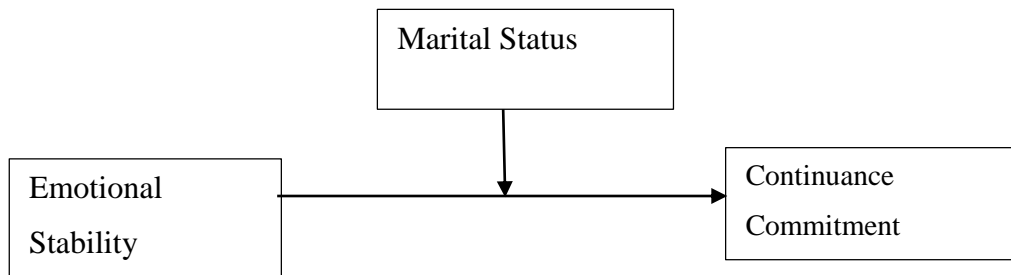 Marital Status
Emotional
Stability
Continuance
Commitment